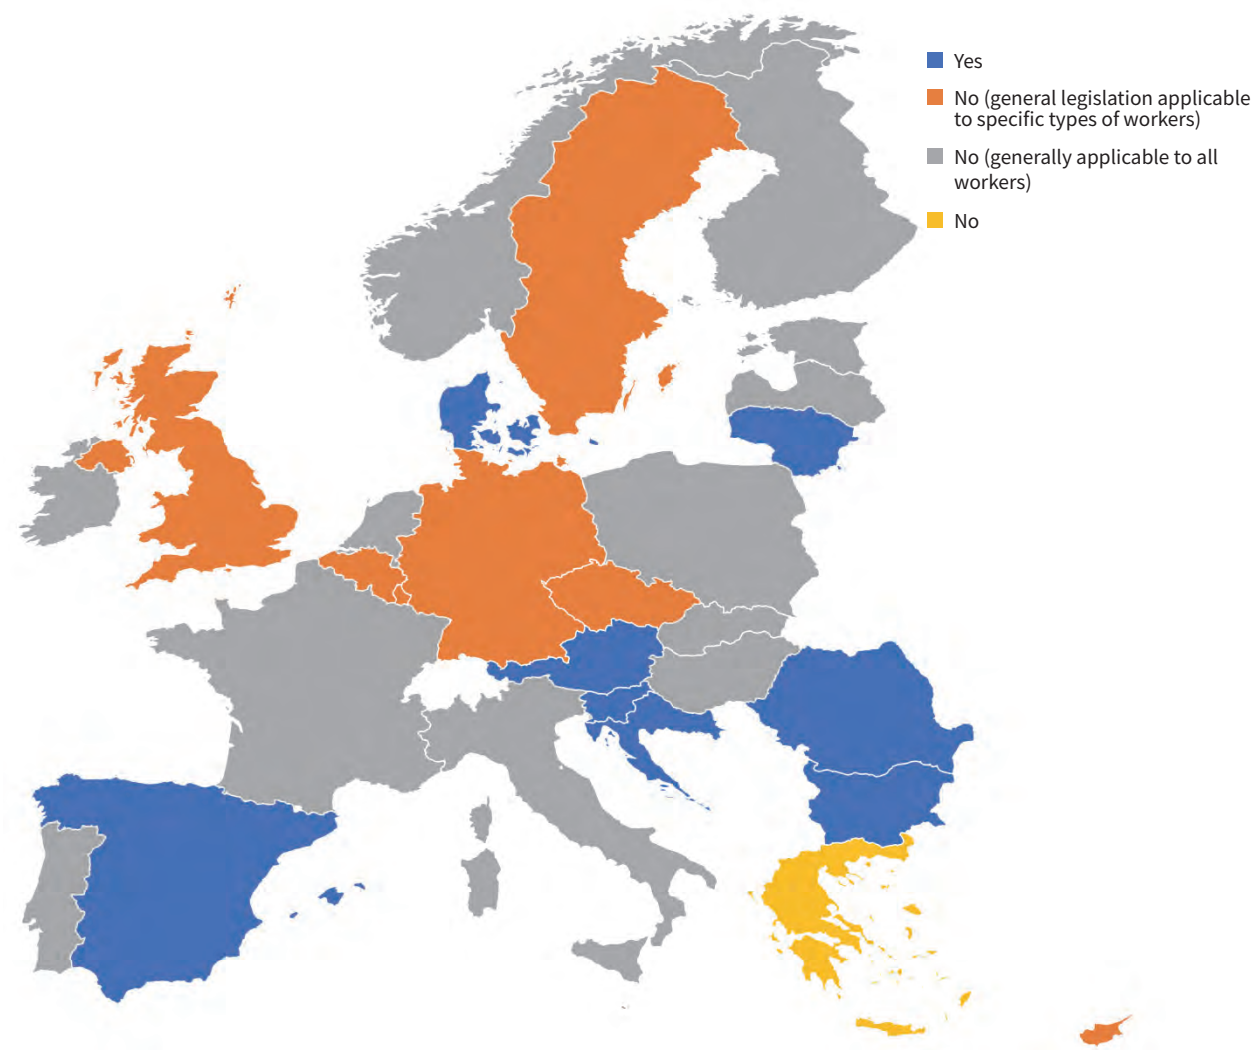 Yes
No (general legislation applicable
to specific types of workers)
No (generally applicable to all
workers)
No